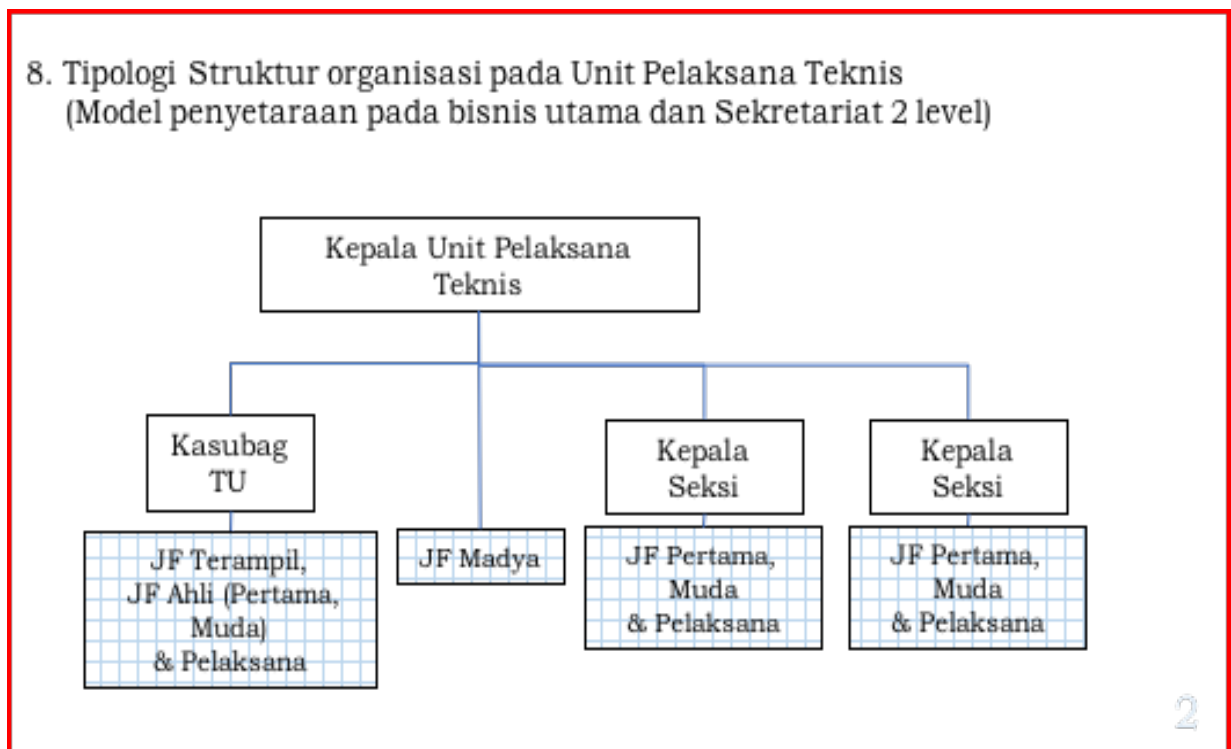 8. Tipologi Struktur organisasi pada Unit Pelaksana Teknis
(Model penyetaraan pada bisnis utama dan Sekretariat 2 level)
Kepala Unit Pelaksana
Teknis
Kasubag
TU
JF Terampil,
JF Ahli (Pertama,
Muda)
& Pelaksana
JF Madya
Kepala
Seksi
JF Pertama,
Muda
& Pelaksana
Kepala
Seksi
JF Pertama,
Muda
& Pelaksana
2